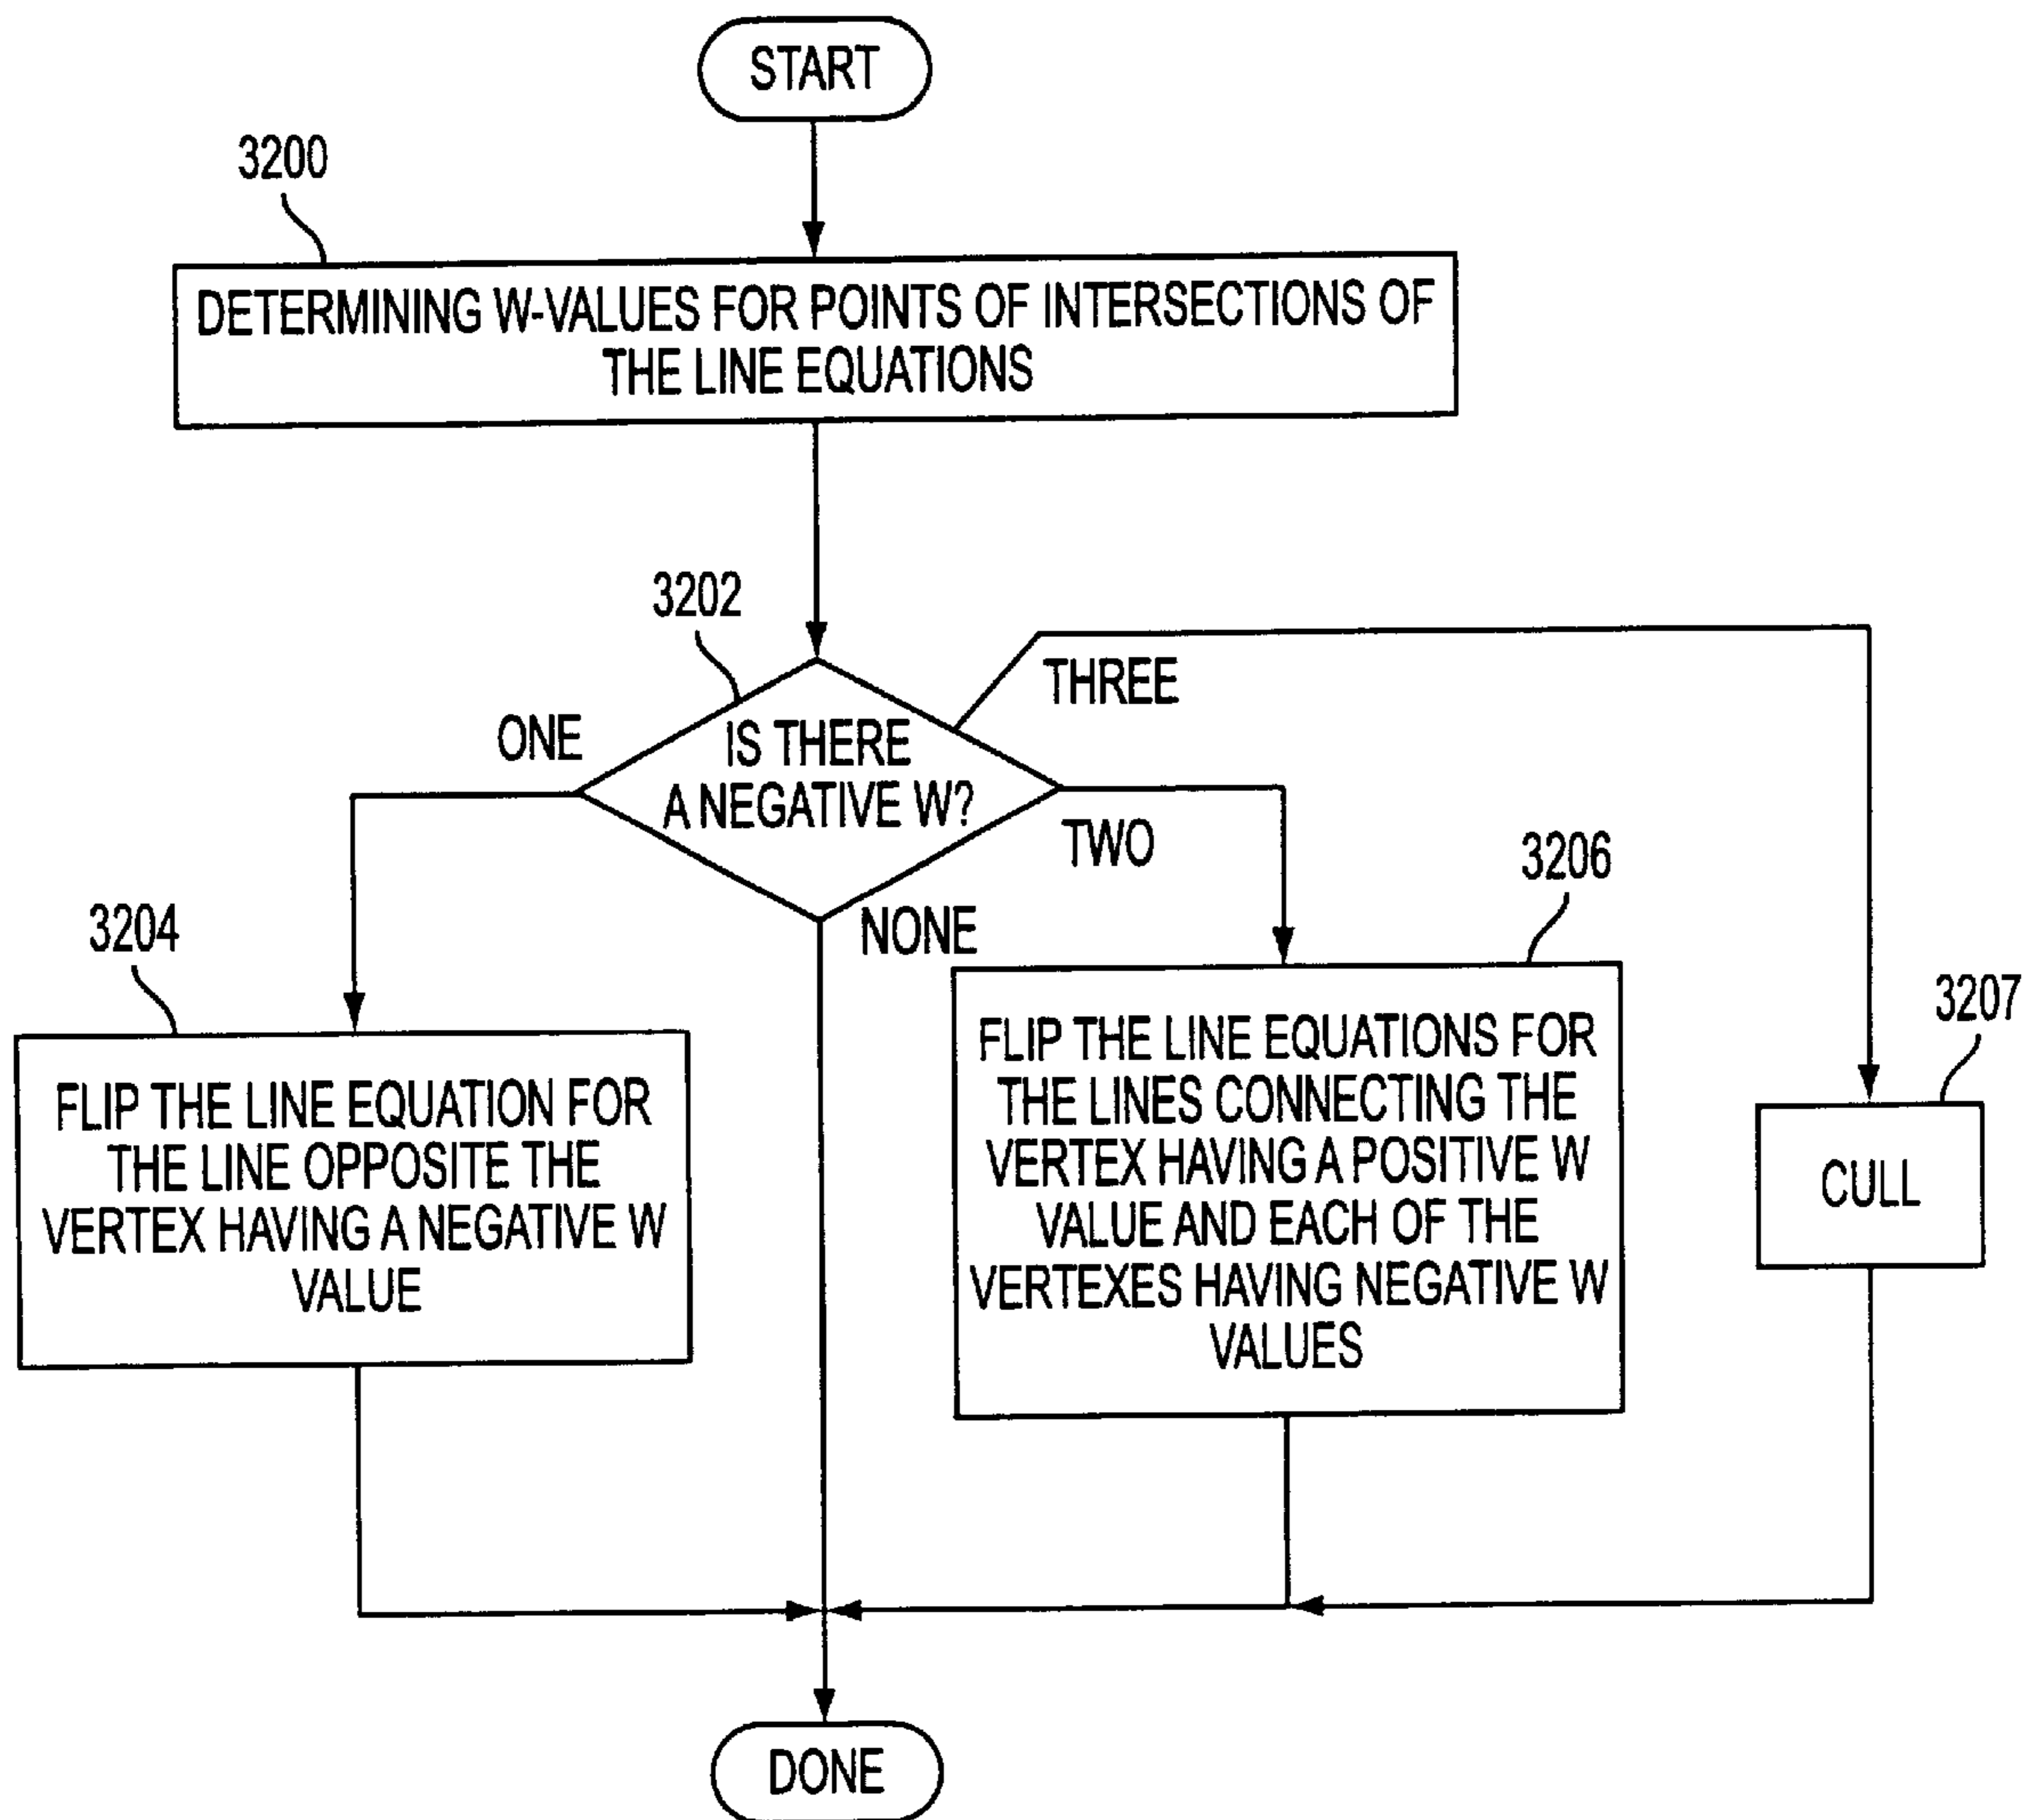 START
3200
DETERMINING W-VALUES FOR POINTS OF INTERSECTIONS OF
THE LINE EQUATIONS
3202
IS THERE
A NEGATIVE W?
ONE
THREE
TWO
NONE
3204
FLIP THE LINE EQUATION FOR
THE LINE OPPOSITE THE
VERTEX HAVING A NEGATIVE W
VALUE
3206
FLIP THE LINE EQUATIONS FOR
THE LINES CONNECTING THE
VERTEX HAVING A POSITIVE W
VALUE AND EACH OF THE
VERTEXES HAVING NEGATIVE W
VALUES
3207
CULL
DONE